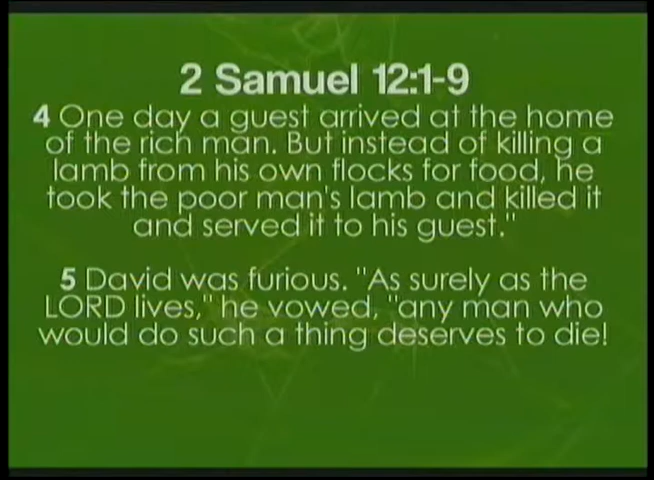 2 Samuel 12:1-9
4 One day a guest arrived at the home
of the rich man. But instead of killing a
lamb from his own flocks for food, he
took the poor man's lamb and killed it
and served it to his guest."
5 David was furious. "As surely as the
LORD lives," he vowed, "any man who
would do such a thing deserves to die!